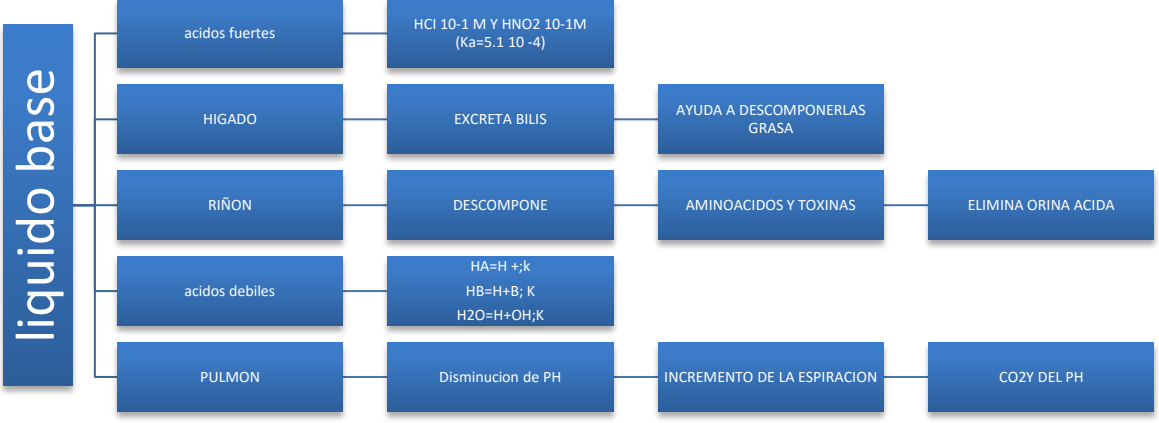 liquido base
acidos fuertes
HCl 10-1 M Y HNO2 10-1M
(Ka=5.1 10 -4)
HIGADO
EXCRETA BILIS
AYUDA A DESCOMPONERLAS
GRASA
RIÑON
DESCOMPONE
AMINOACIDOS Y TOXINAS
ELIMINA ORINA ACIDA
acidos debiles
HA=H +;k
HB=H+B; K
H2O=H+OH;K
PULMON
Disminucion de PH
INCREMENTO DE LA ESPIRACION
CO2Y DEL PH